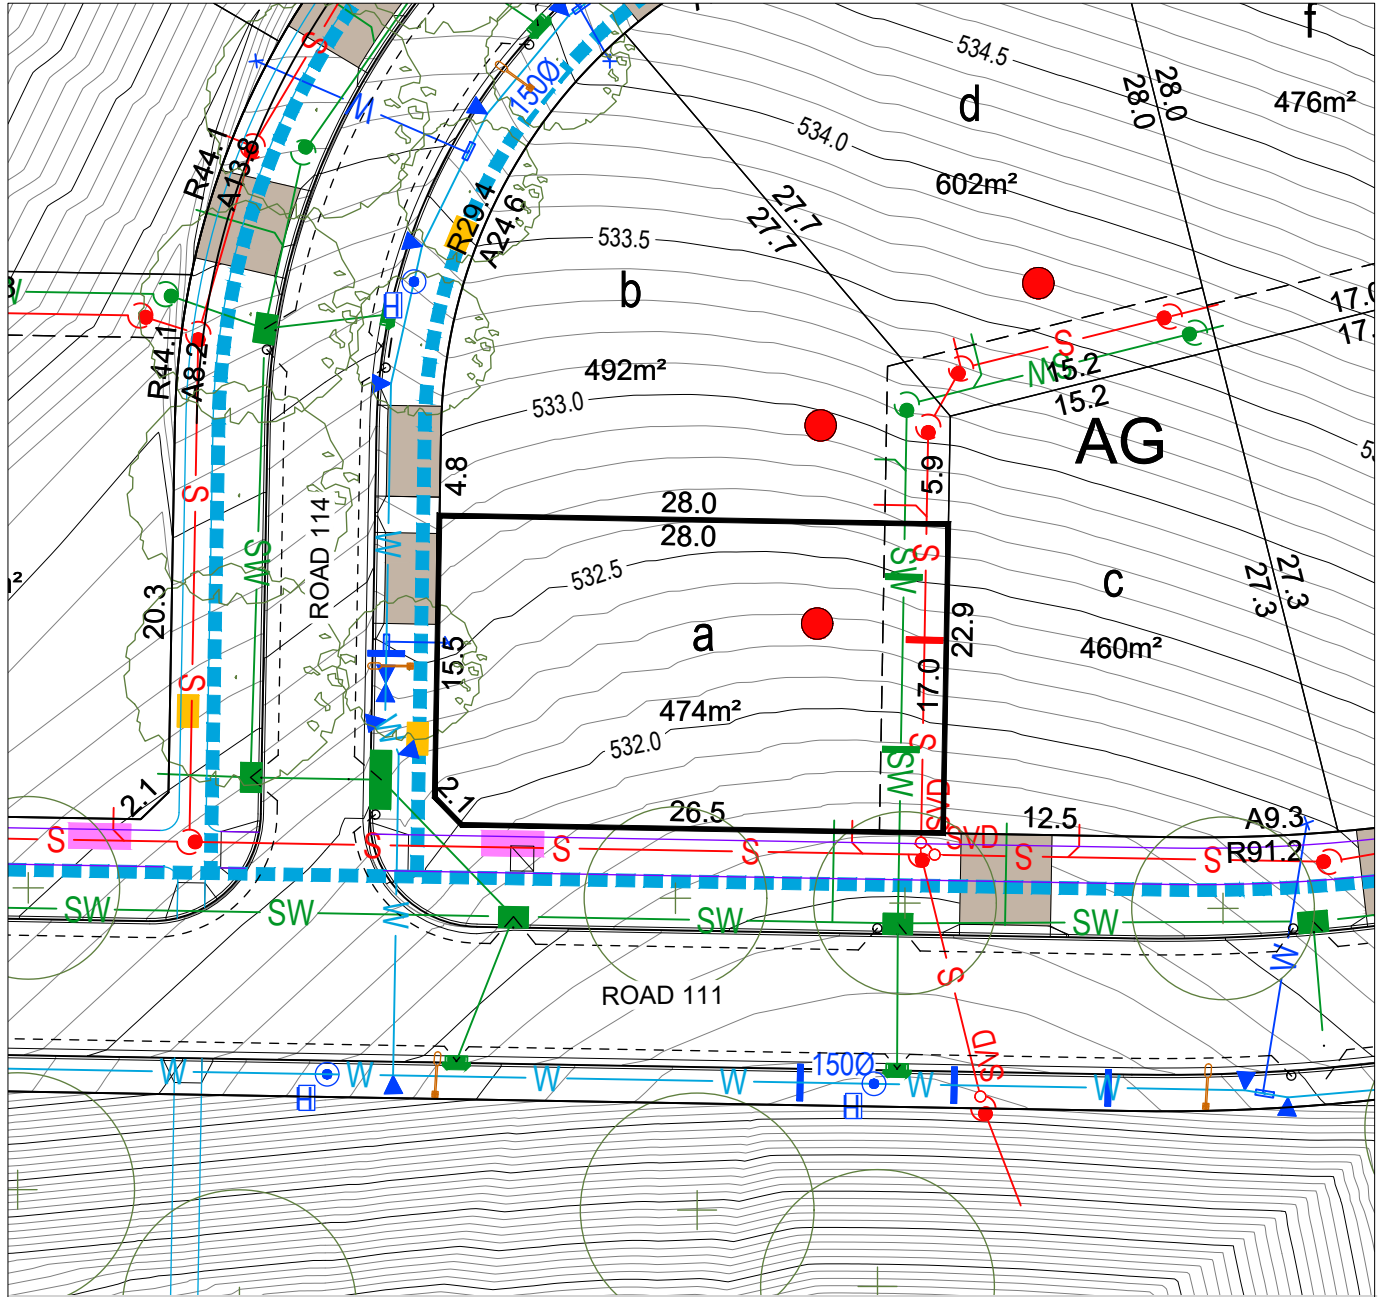 f
534.5
28.0
28.0
476m²
S
150Ø
W
d
534.0
R44.1
A13.8
602m²
27.7
27.7
R29.4
A24.6
533.5
b
H
17.0
17.
S
SW
15.2
15.2
R44.1
A8.2
492m²
533.0
AG
5.9
4.8
S
28.0
28.0
ROAD 114
W
SW
S
SW
532.5
c
27.3
27.3
20.3
a
15.5
22.9
460m²
17.0
S
474m²
532.0
W
S
SW
2.1
2.1
26.5
SVD
SVD
12.5
A9.3
R91.2
S
S
S
S
S
S
SW
SW
W
SW
SW
W
S
ROAD 111
SVD
150Ø
W
W
W
W
W
W
H
H